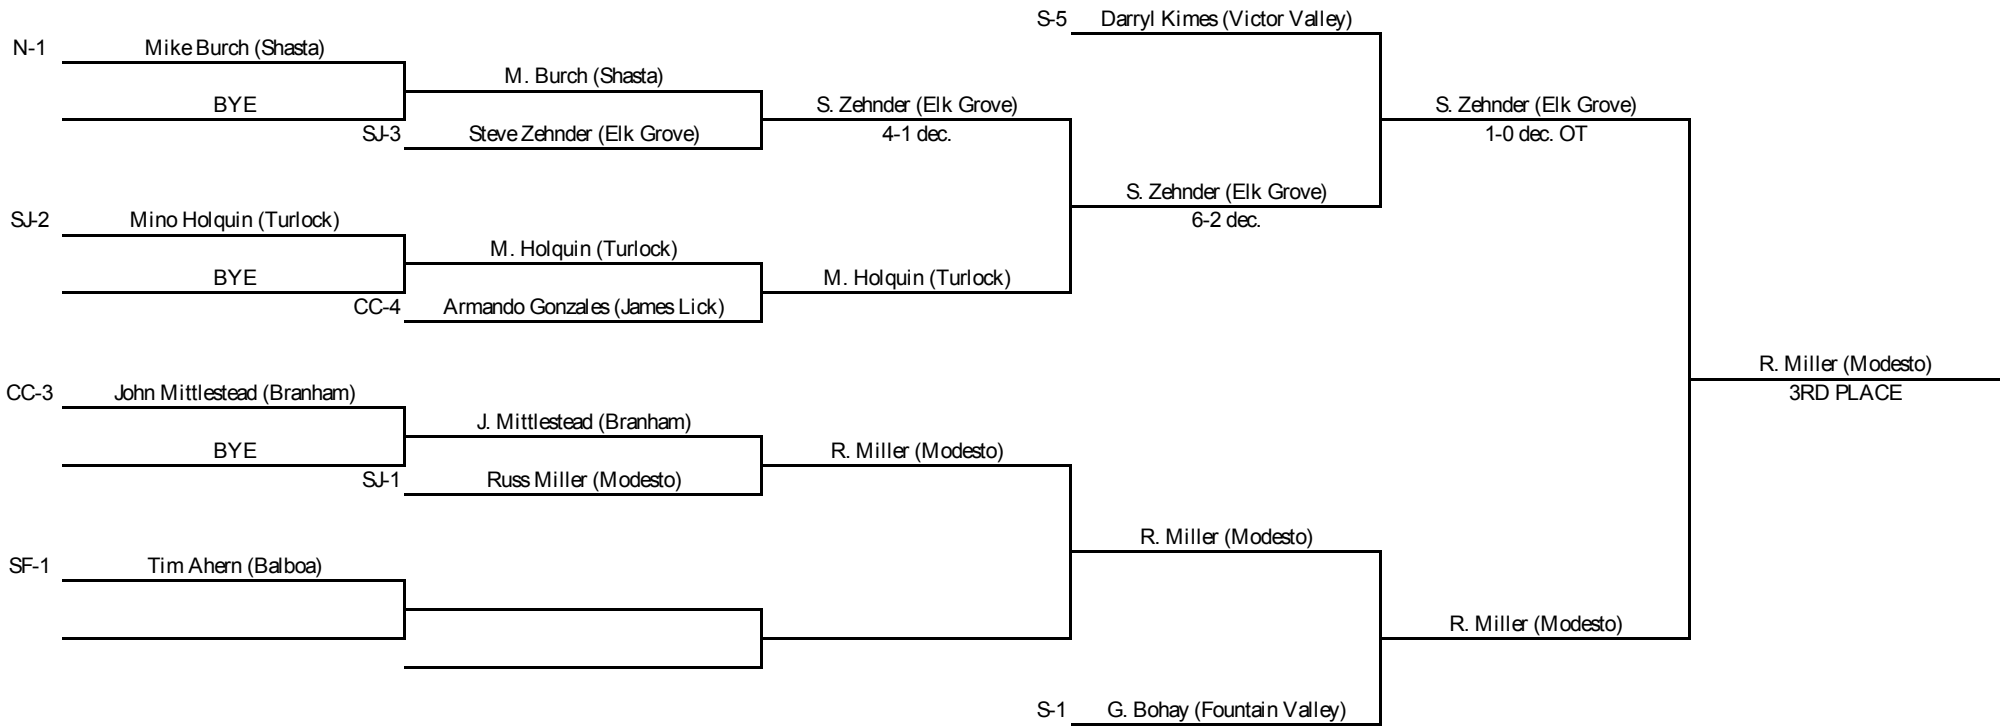 S-5 Darryl Kimes (Victor Valley)
N-1 Mike Burch (Shasta)
M. Burch (Shasta)
BYE
S. Zehnder (Elk Grove)
S. Zehnder (Elk Grove)
SJ-3 Steve Zehnder (Elk Grove)
4-1 dec.
1-0 dec. OT
S. Zehnder (Elk Grove)
SJ-2 Mino Holquin (Turlock)
6-2 dec.
M. Holquin (Turlock)
BYE
M. Holquin (Turlock)
CC-4 Armando Gonzales (James Lick)
R. Miller (Modesto)
CC-3 John Mittlestead (Branham)
3RD PLACE
J. Mittlestead (Branham)
BYE
R. Miller (Modesto)
SJ-1 Russ Miller (Modesto)
R. Miller (Modesto)
SF-1 Tim Ahern (Balboa)
R. Miller (Modesto)
S-1 G. Bohay (Fountain Valley)